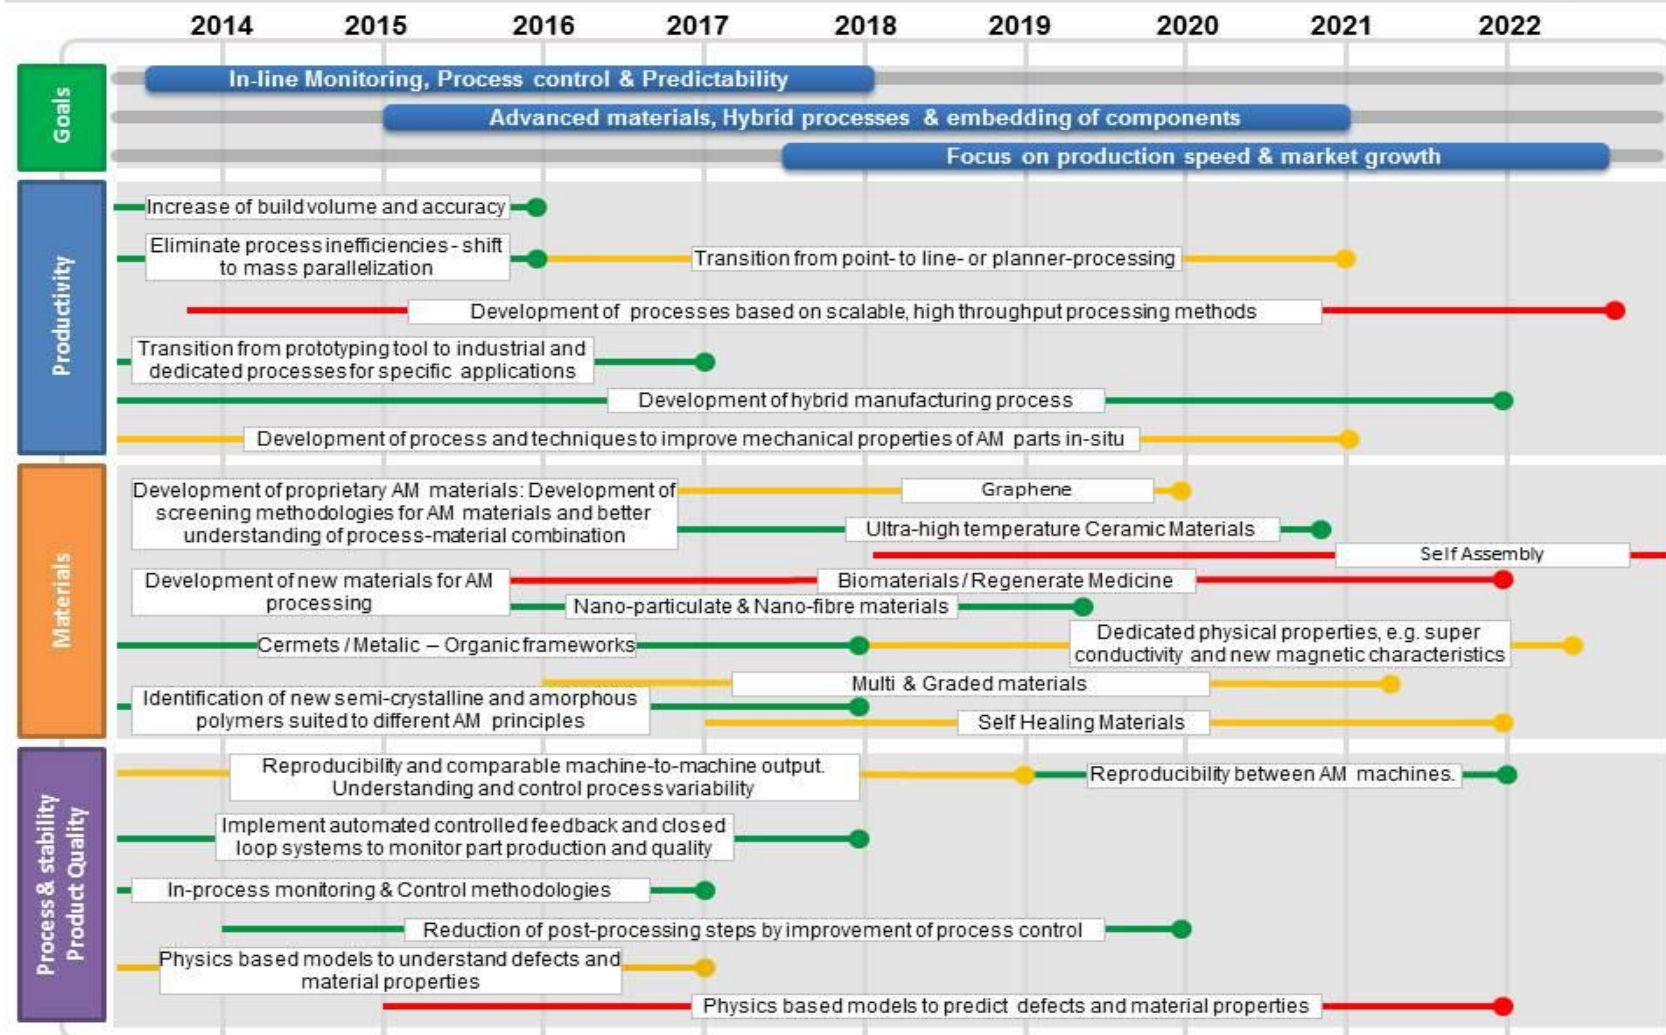 2014 2015 2016 2017 2018 2019 2020 2021 2022
Goals
In-line Monitoring, Process control & Predictability
Advanced materials, Hybrid processes & embedding of components
Focus on production speed & market growth
Productivity
Increase of build volume and accuracy
Eliminate process inefficiencies - shift
to mass parallelization
Transition from point- to line- or planner-processing
Development of processes based on scalable, high throughput processing methods
Transition from prototyping tool to industrial and
dedicated processes for specific applications
Development of hybrid manufacturing process
Development of process and techniques to improve mechanical properties of AM parts in-situ
Materials
Development of proprietary AM materials: Development of
screening methodologies for AM materials and better
understanding of process-material combination
Graphene
Ultra-high temperature Ceramic Materials
Self Assembly
Development of new materials for AM
processing
Biomaterials / Regenerate Medicine
Nano-particulate & Nano-fibre materials
Cermets / Metalic – Organic frameworks
Dedicated physical properties, e.g. super
conductivity and new magnetic characteristics
Multi & Graded materials
Identification of new semi-crystalline and amorphous
polymers suited to different AM principles
Self Healing Materials
Process & stability
Product Quality
Reproducibility and comparable machine-to-machine output.
Understanding and control process variability
Reproducibility between AM machines.
Implement automated controlled feedback and closed
loop systems to monitor part production and quality
In-process monitoring & Control methodologies
Reduction of post-processing steps by improvement of process control
Physics based models to understand defects and
material properties
Physics based models to predict defects and material properties